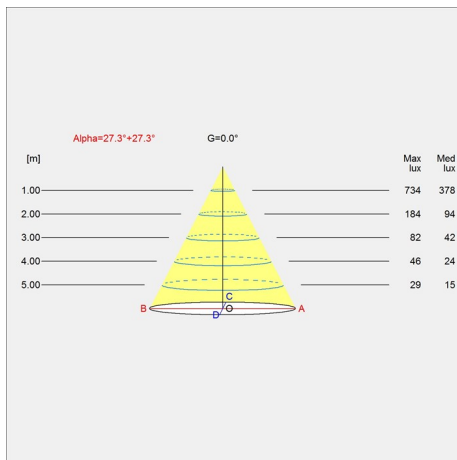 Alpha=27.3°+27.3° G=0.0°
[m] Max Med
lux lux
1.00 734 378
2.00 184 94
3.00 82 42
4.00 46 24
5.00 29 15
C
B O A
D